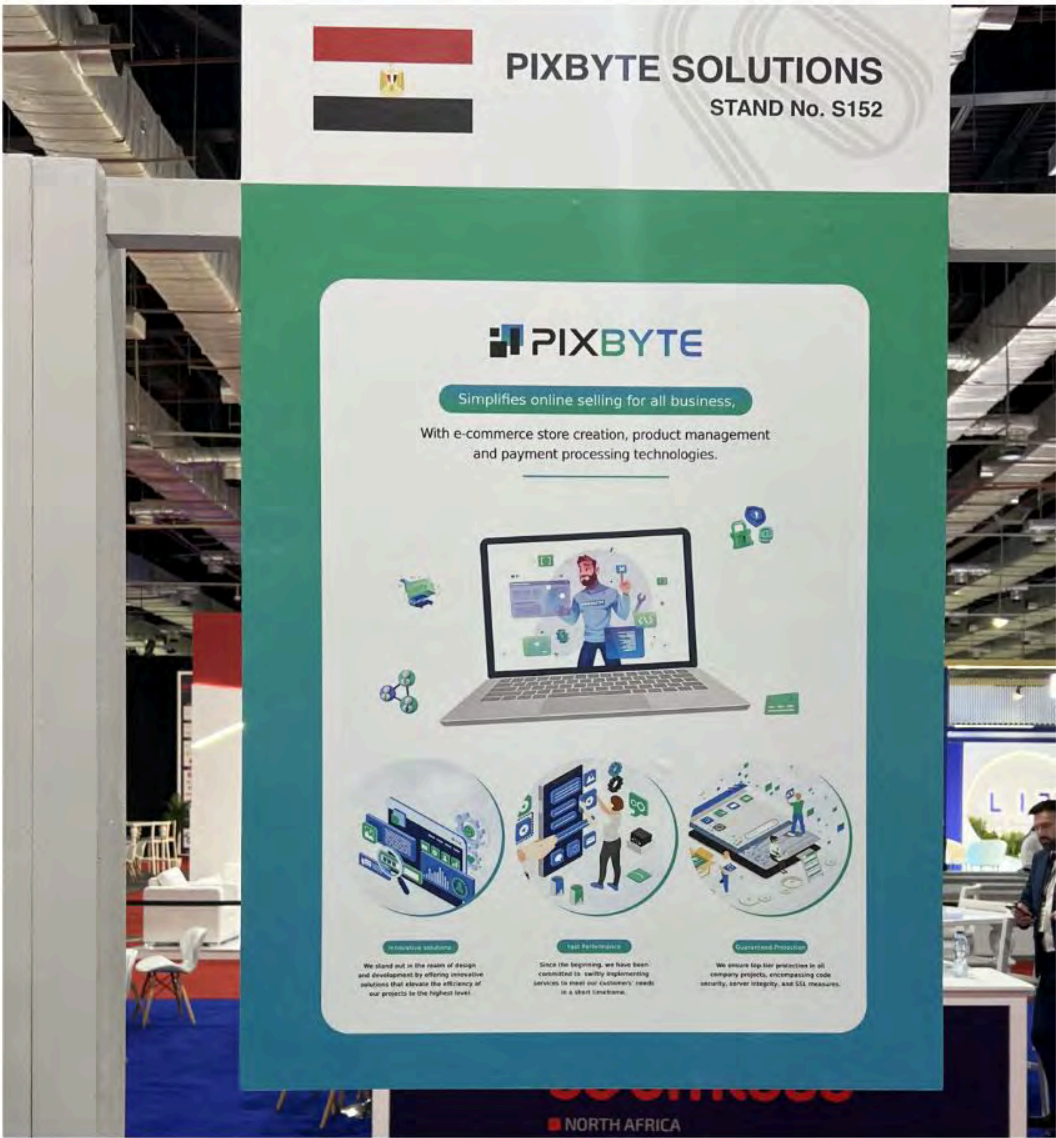 PIXBYTE SOLUTIONS
STAND No. S152
PIXBYTE
Simplifies online selling for all business,
With e-commerce store creation, product management
and payment processing technologies.
Innovative solutions
We stand out in the realm of design
and development by offering innovative
solutions that elevate the efficiency of
our projects to the highest level.
Fast Performance
Since the beginning, we have been
committed to swiftly implementing
services to meet our customers' needs
in a short timeframe.
Guaranteed Protection
We ensure top-tier protection in all
company projects, encompassing code
security, server integrity, and SSL measures.
NORTH AFRICA